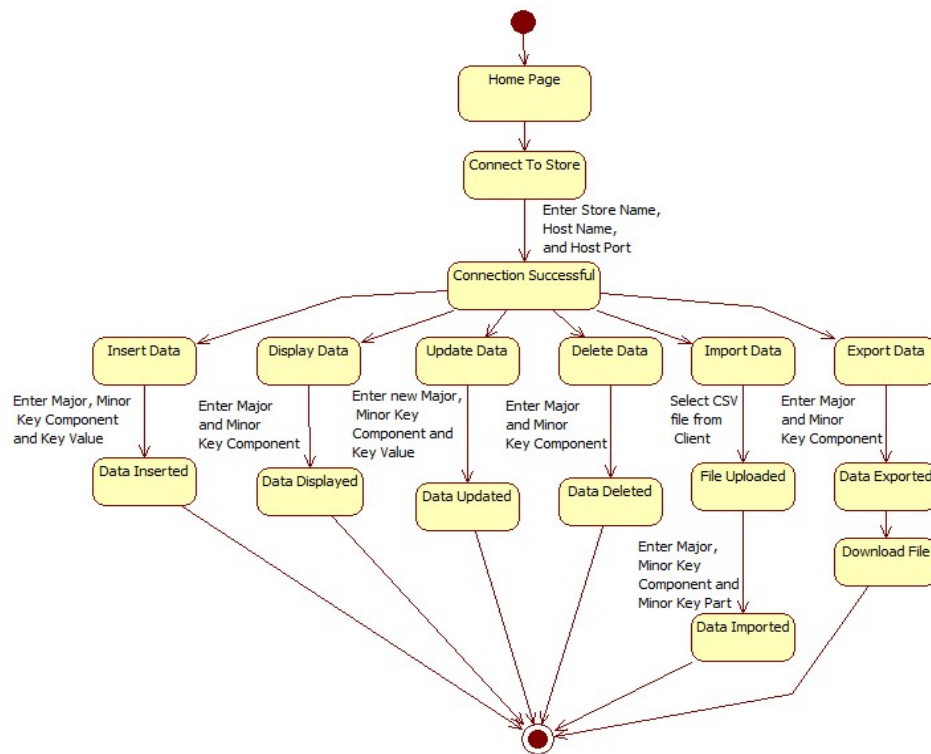 Home Page
Connect To Store
Enter Store Name,
Host Name,
and Host Port
Connection Successful
Insert Data
Display Data
Update Data
Delete Data
Import Data
Export Data
Enter Major, Minor
Key Component
and Key Value
Enter Major
and Minor
Key Component
Enter new Major,
Minor Key
Component and
Key Value
Enter Major
and Minor
Key Component
Select CSV
file from
Client
Enter Major
and Minor
Key Component
Data Inserted
Data Displayed
Data Updated
Data Deleted
File Uploaded
Data Exported
Enter Major,
Minor Key
Component and
Minor Key Part
Download File
Data Imported